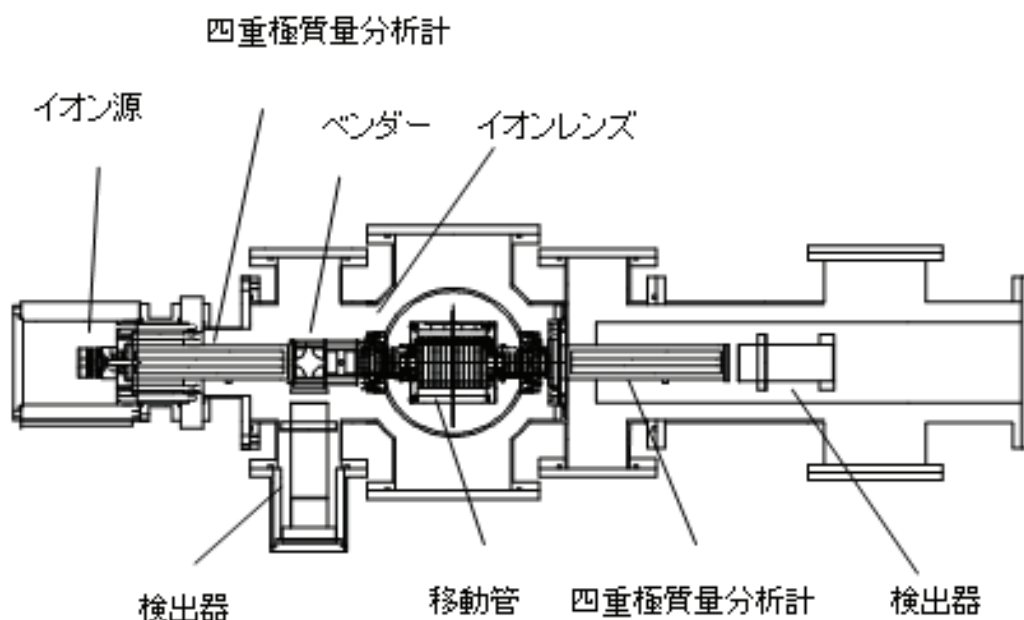 四重極質量分析計
イオン源
ベンダー
イオンレンズ
検出器
移動管
四重極質量分析計
検出器